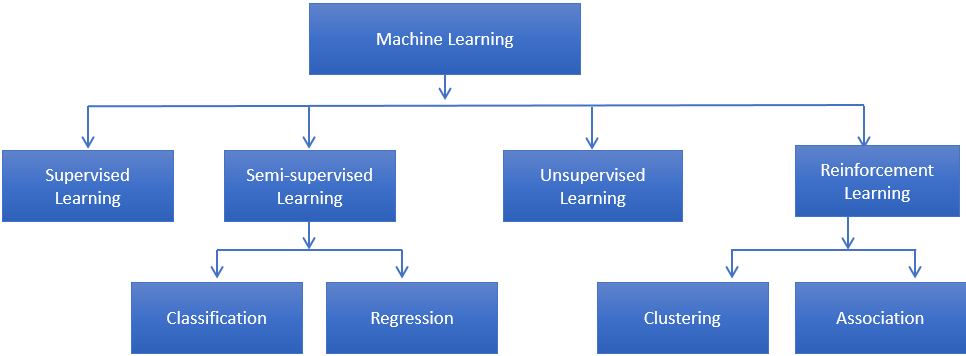 Machine Learning
Supervised
Learning
Semi-supervised
Learning
Unsupervised
Learning
Reinforcement
Learning
Classification
Regression
Clustering
Association